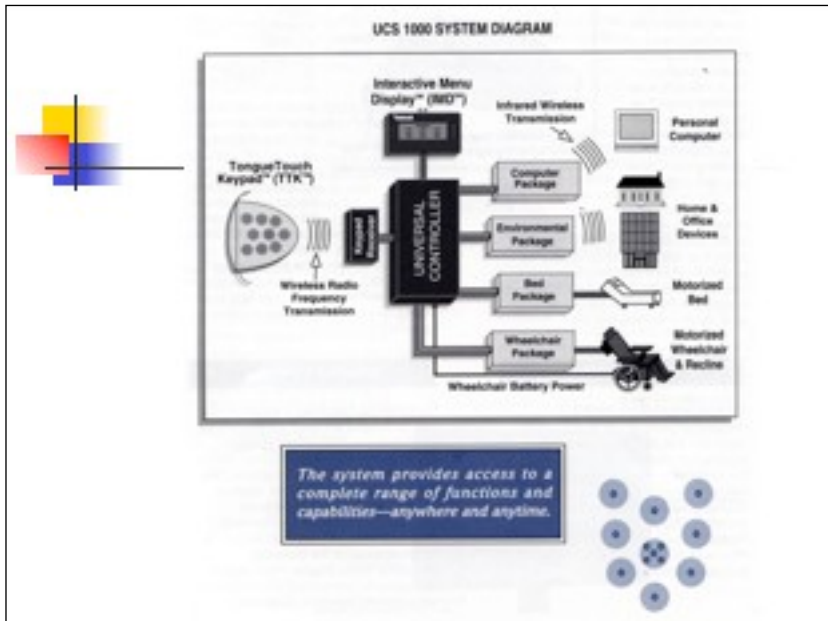 UCS 1000 SYSTEM DIAGRAM
Interactive Menu
Display™ (IMD™)
Infrared Wireless
Transmission
Personal
Computer
TongueTouch
Keypad™ (TTK™)
Computer
Package
Keypad
Receiver
UNIVERSAL
CONTROLLER
Environmental
Package
Home &
Office
Devices
Wireless Radio
Frequency
Transmission
Bed
Package
Motorized
Bed
Wheelchair
Package
Motorized
Wheelchair
& Recline
Wheelchair Battery Power
The system provides access to a
complete range of functions and
capabilities—anywhere and anytime.